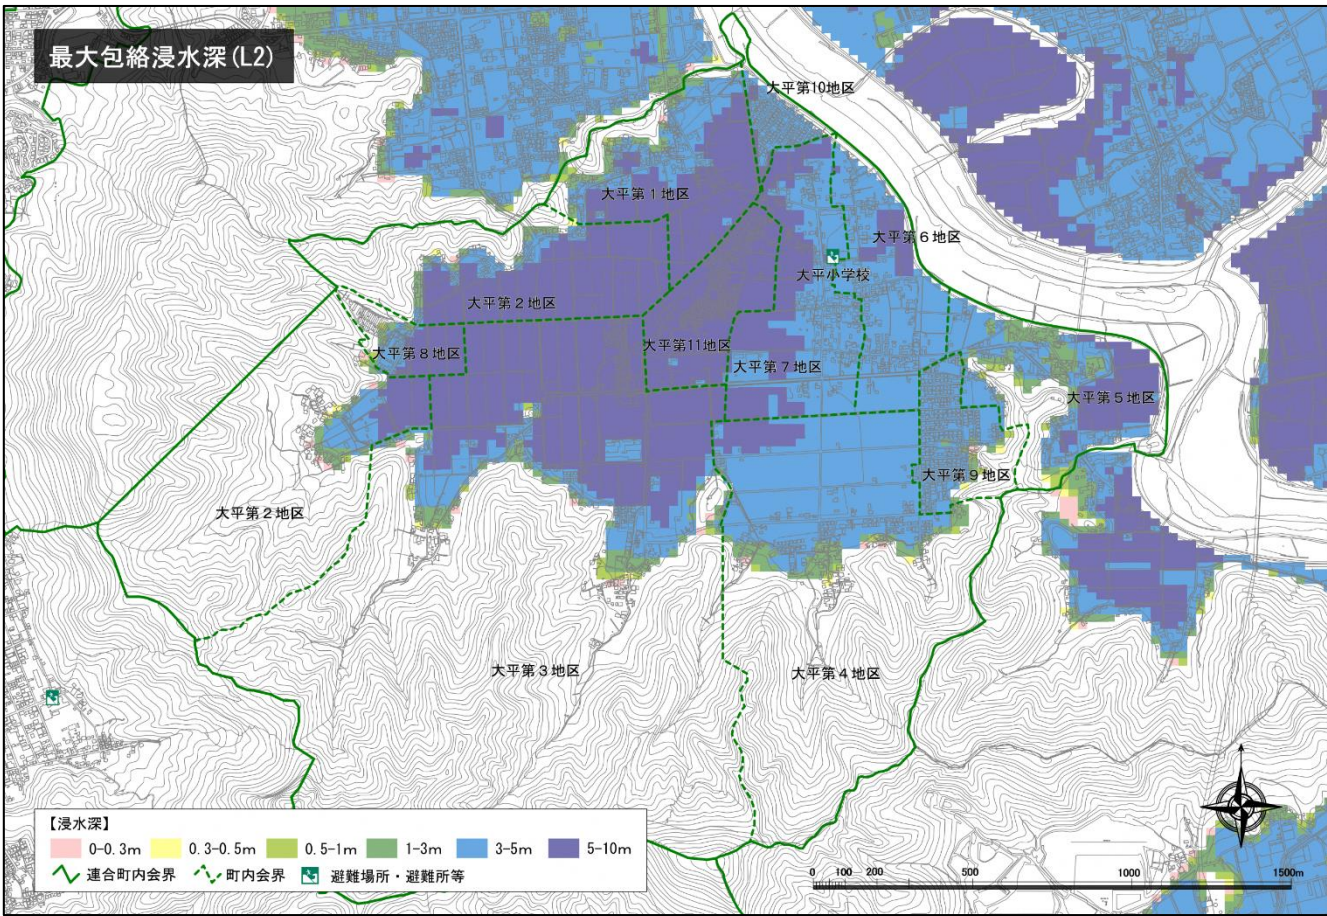 最大包絡浸水深(L2)
大平第10地区
大平第1地区
大平第6地区
大平小学校
大平第2地区
大平第8地区
大平第11地区
大平第7地区
大平第5地区
大平第9地区
大平第2地区
大平第3地区
大平第4地区
【浸水深】
0-0.3m 0.3-0.5m 0.5-1m 1-3m 3-5m 5-10m
連合町内会界 町内会界 避難場所・避難所等
0 100 200 500 1000 1500m